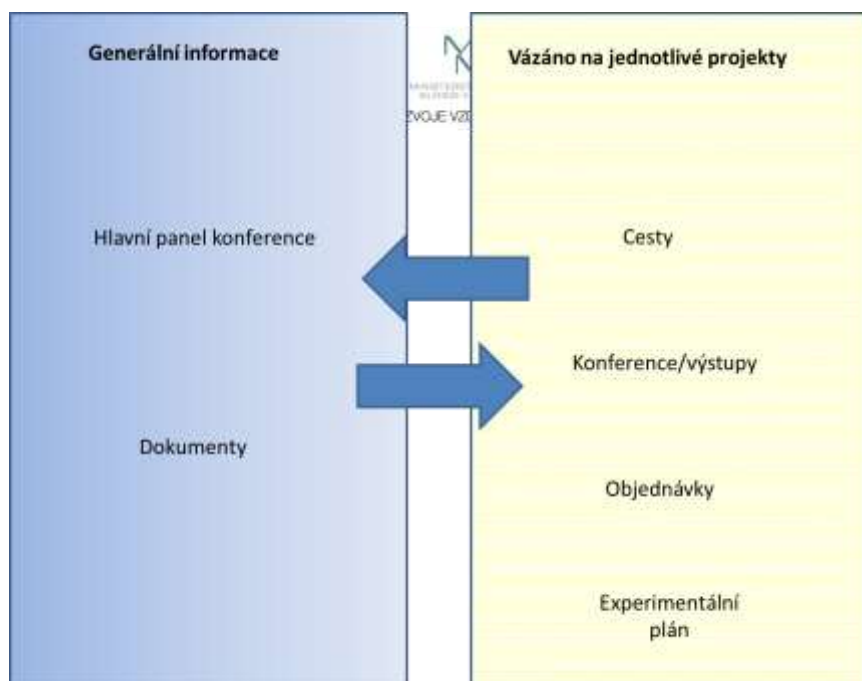 Generální informace
Hlavní panel konference
Dokumenty
Vázáno na jednotlivé projekty
Cesty
Konference/výstupy
Objednávky
Experimentální
plán